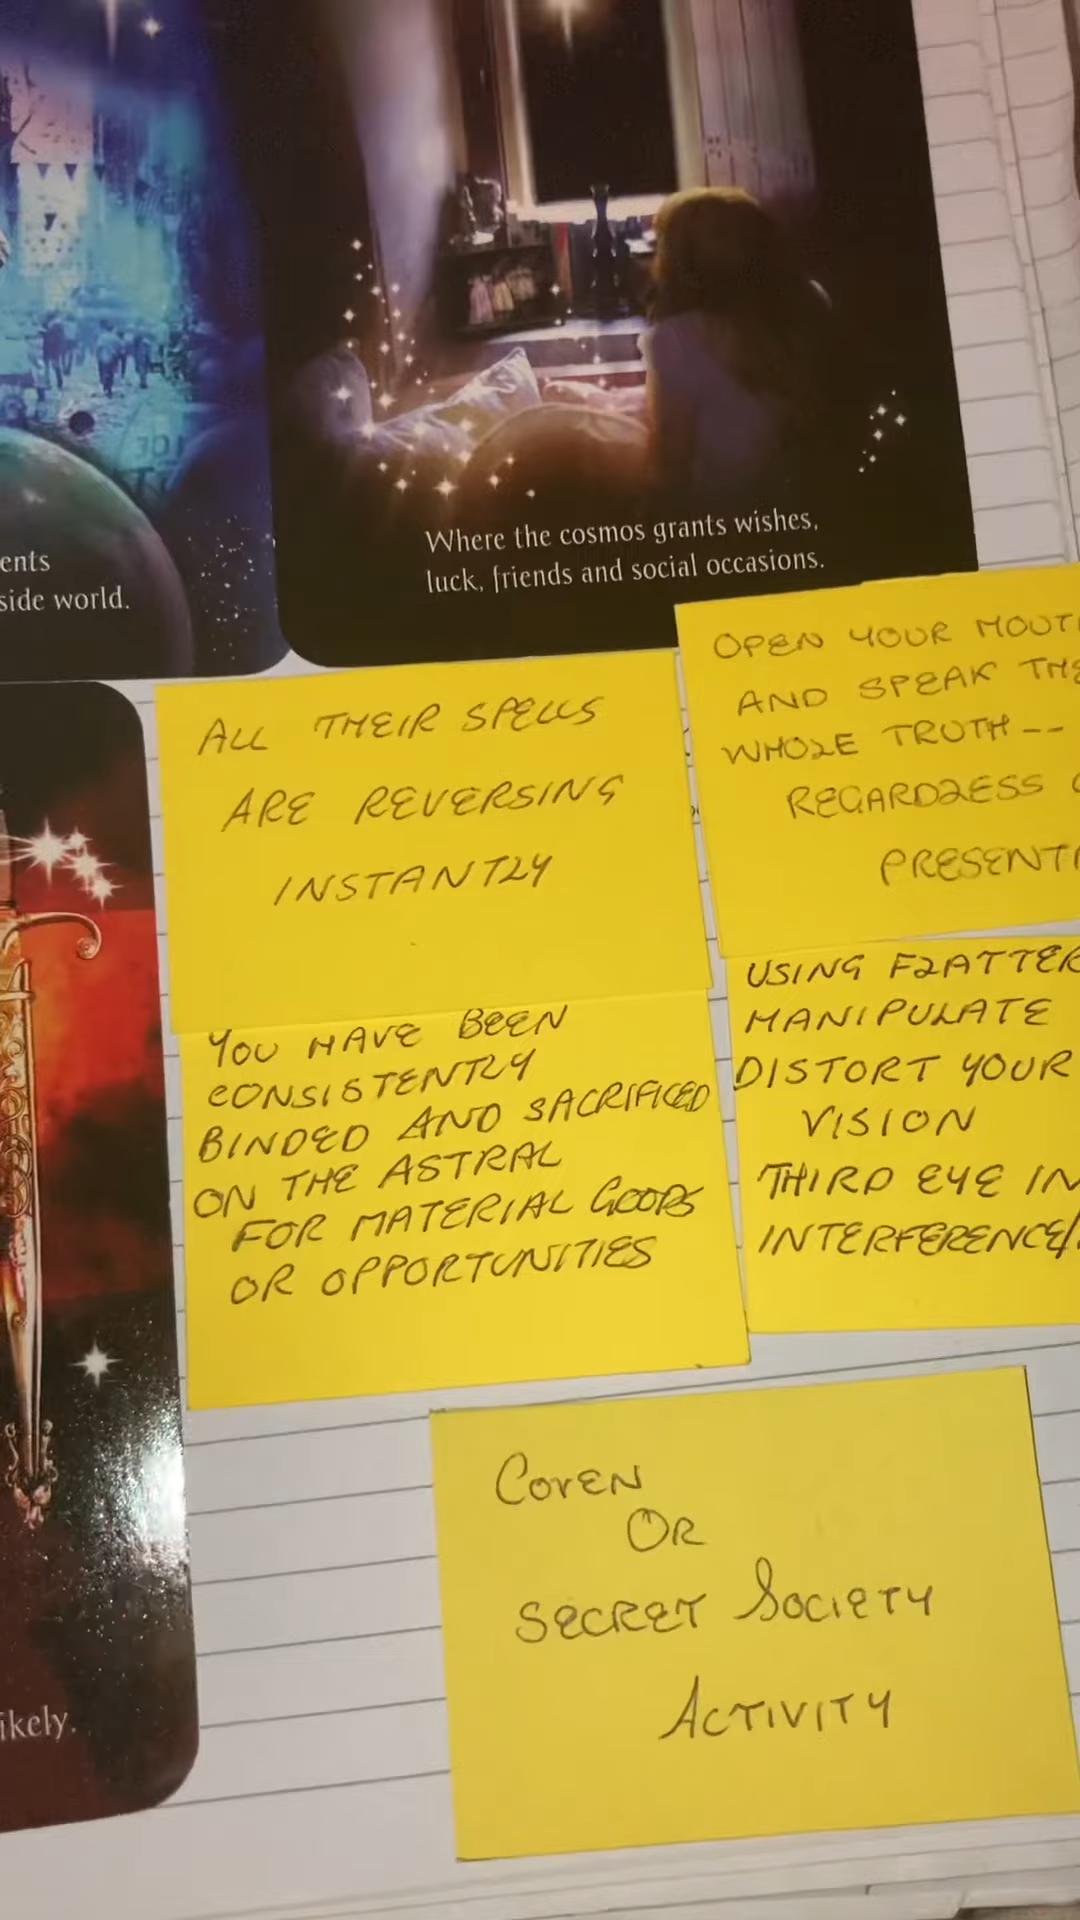 ents
side world.
Where the cosmos grants wishes,
luck, friends and social occasions.
ALL THEIR SPELLS
ARE REVERSING
INSTANTLY
OPEN YOUR MOUTH
AND SPEAK THE
WHOLE TRUTH--
REGARDLESS
PRESENT
YOU HAVE BEEN
CONSISTENTLY
BINDED AND SACRIFICED
ON THE ASTRAL
FOR MATERIAL GOODS
OR OPPORTUNITIES
USING FLATTER
MANIPULATE
DISTORT YOUR
VISION
THIRD EYE IN
INTERFERENCE/
COVEN
OR
SECRET SOCIETY
ACTIVITY
ikely.